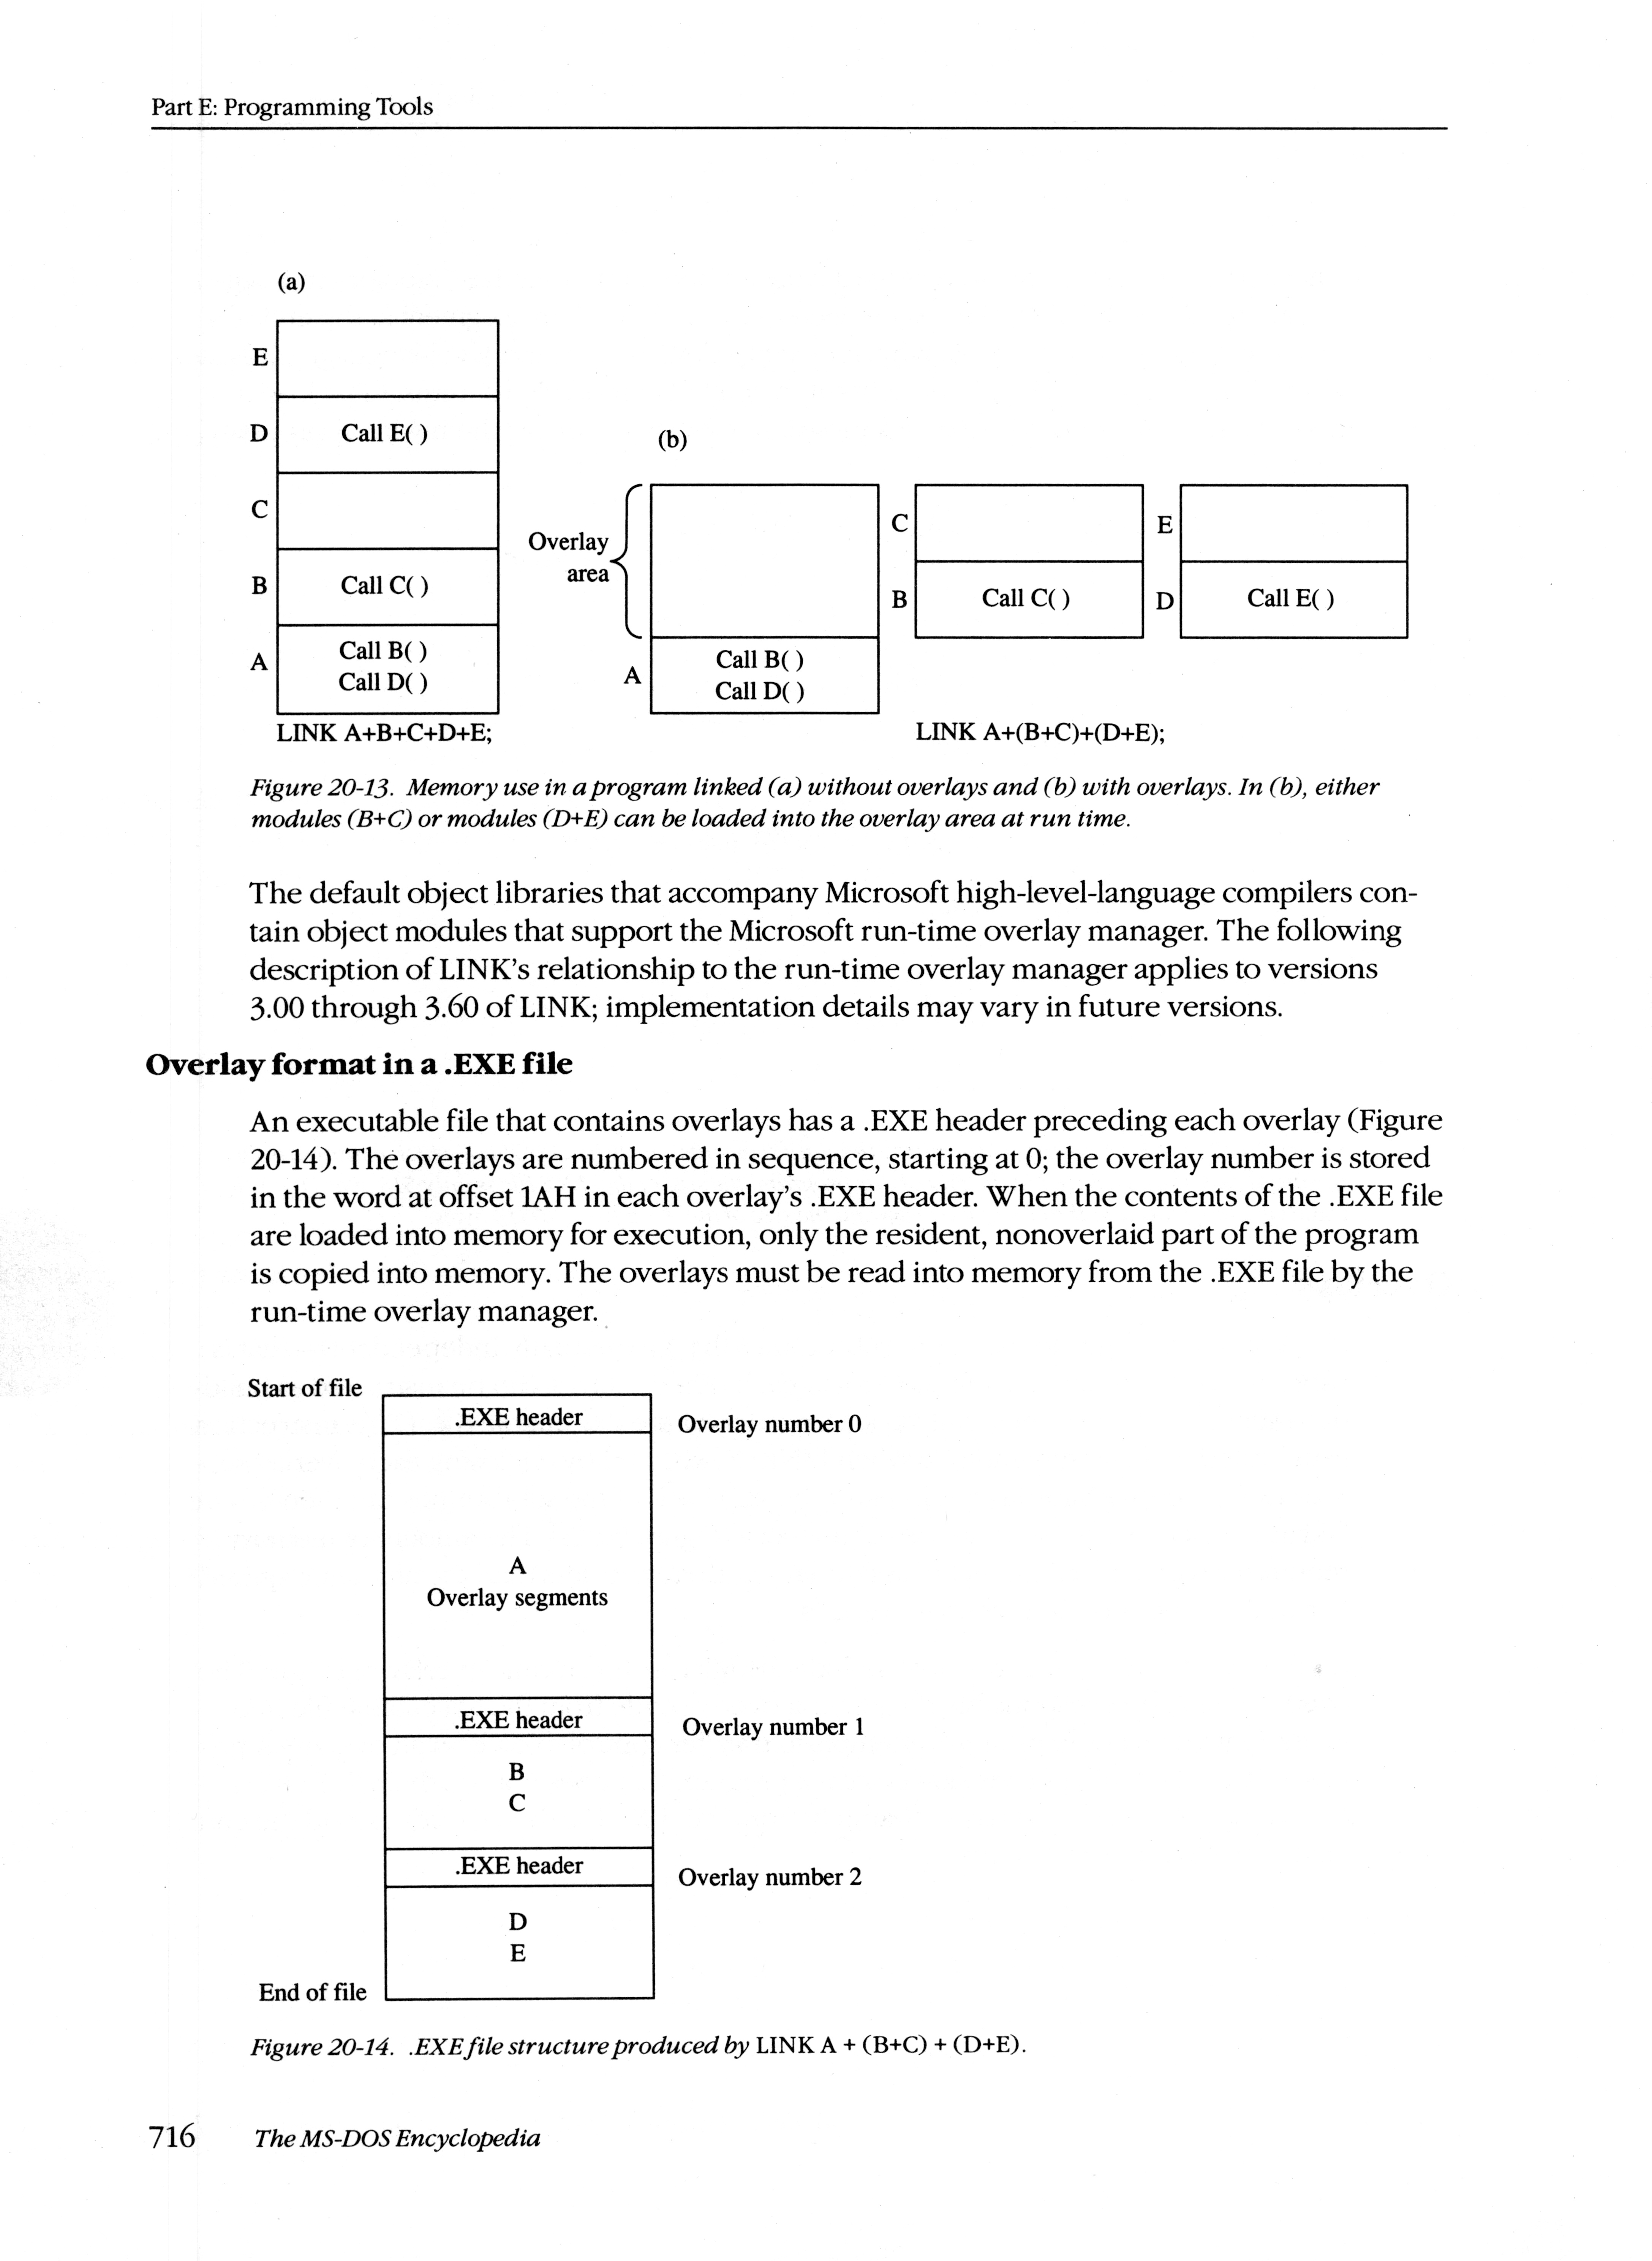 Part E: Programming Tools
(a)
E
D Call E( )
(b)
C
Overlay
area
C
E
B Call C( )
B Call C( )
D Call E( )
A Call B( )
Call D( )
A Call B( )
Call D( )
LINK A+B+C+D+E;
LINK A+(B+C)+(D+E);
Figure 20-13. Memory use in a program linked (a) without overlays and (b) with overlays. In (b), either
modules (B+C) or modules (D+E) can be loaded into the overlay area at run time.
The default object libraries that accompany Microsoft high-level-language compilers con-
tain object modules that support the Microsoft run-time overlay manager. The following
description of LINK's relationship to the run-time overlay manager applies to versions
3.00 through 3.60 of LINK; implementation details may vary in future versions.
Overlay format in a .EXE file
An executable file that contains overlays has a .EXE header preceding each overlay (Figure
20-14). The overlays are numbered in sequence, starting at 0; the overlay number is stored
in the word at offset 1AH in each overlay's .EXE header. When the contents of the .EXE file
are loaded into memory for execution, only the resident, nonoverlaid part of the program
is copied into memory. The overlays must be read into memory from the .EXE file by the
run-time overlay manager.
Start of file
.EXE header
Overlay number 0
A
Overlay segments
.EXE header
Overlay number 1
B
C
.EXE header
Overlay number 2
D
E
End of file
Figure 20-14. .EXE file structure produced by LINK A + (B+C) + (D+E).
716 The MS-DOS Encyclopedia